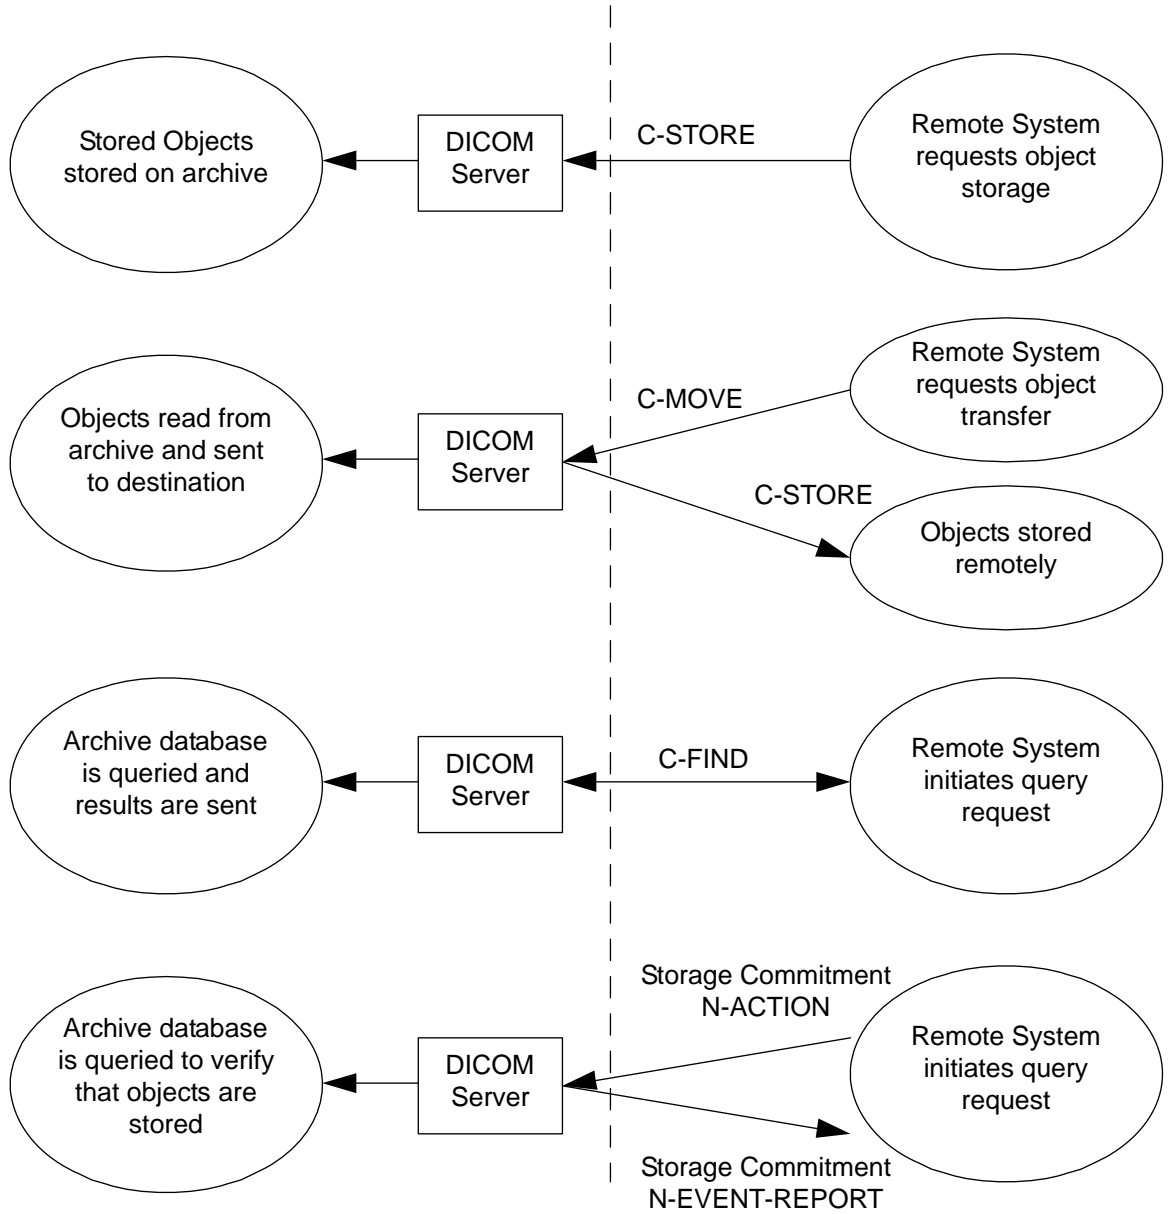 Stored Objects
stored on archive
DICOM
Server
C-STORE
Remote System
requests object
storage
Objects read from
archive and sent
to destination
DICOM
Server
C-MOVE
C-STORE
Remote System
requests object
transfer
Objects stored
remotely
Archive database
is queried and
results are sent
DICOM
Server
C-FIND
Remote System
initiates query
request
Archive database
is queried to verify
that objects are
stored
DICOM
Server
Storage Commitment
N-ACTION
Storage Commitment
N-EVENT-REPORT
Remote System
initiates query
request